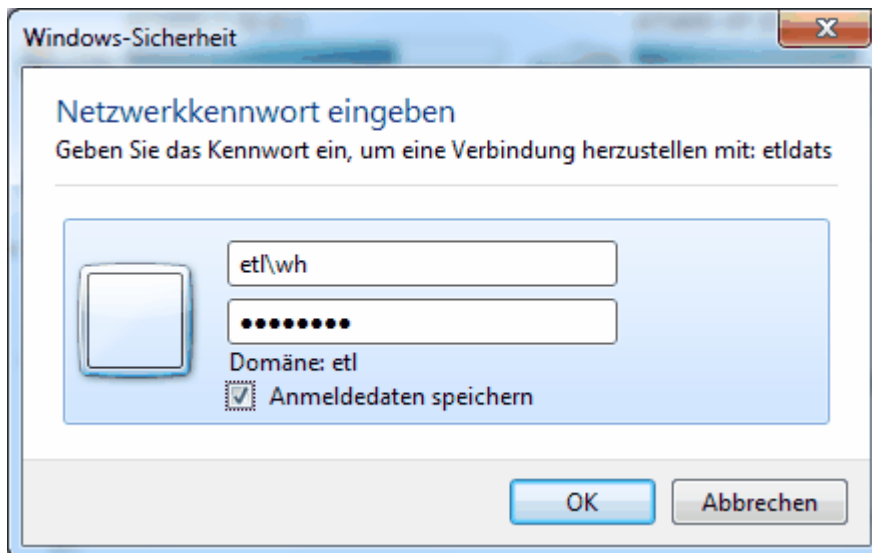 Windows-Sicherheit
Netzwerkkennwort eingeben
Geben Sie das Kennwort ein, um eine Verbindung herzustellen mit: etldats
etl\wh
●●●●●●●●
Domäne: etl
Anmeldedaten speichern
OK
Abbrechen